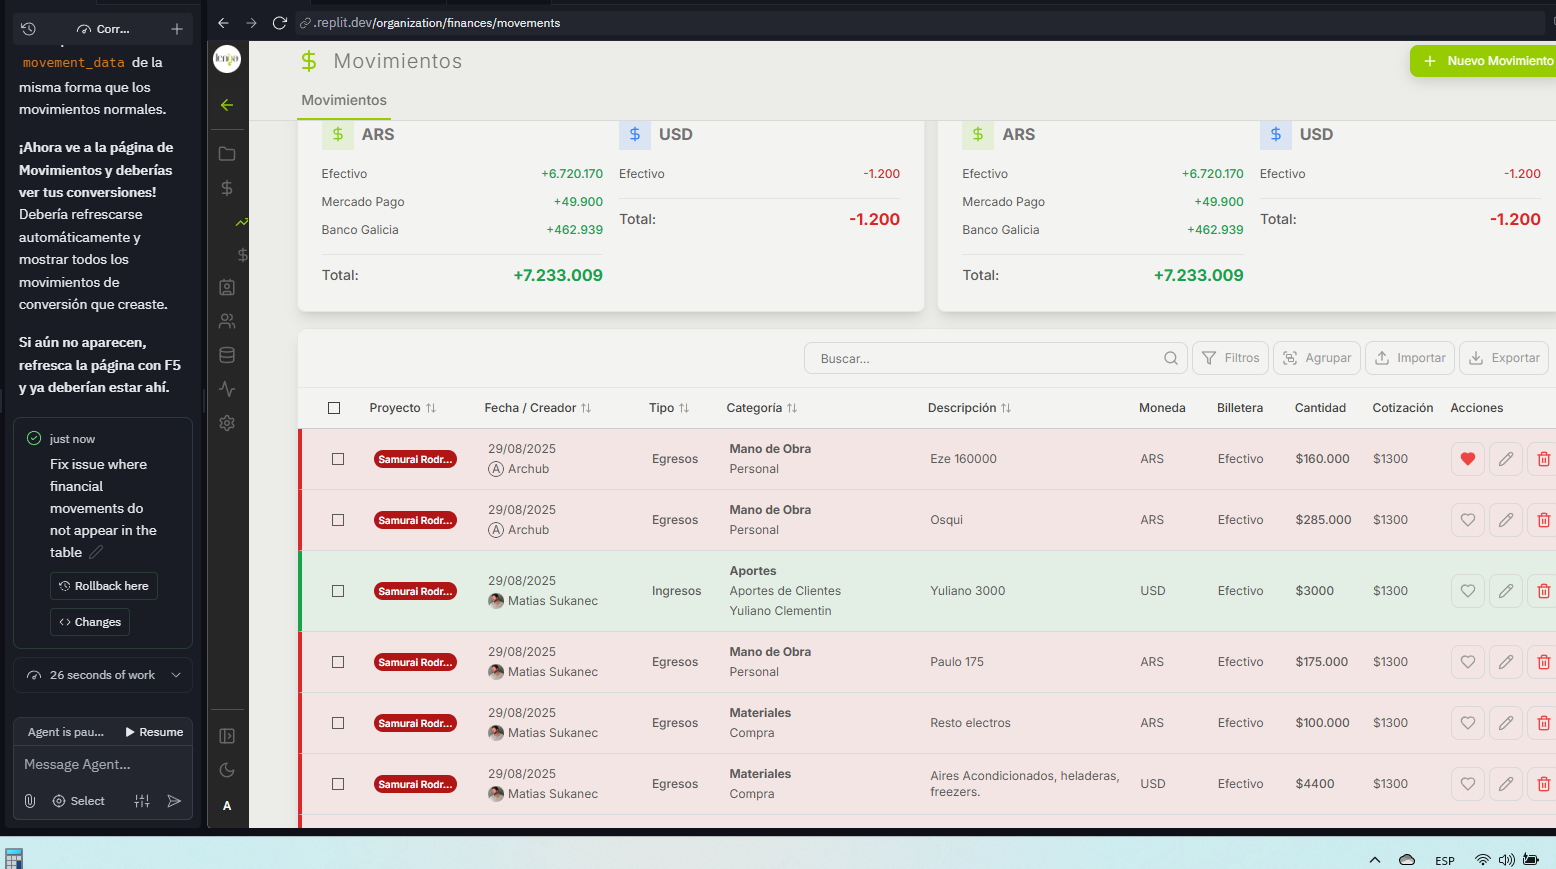 Corr...
movement_data de la
misma forma que los
movimientos normales.
¡Ahora ve a la página de
Movimientos y deberías
ver tus conversiones!
Debería refrescarse
automáticamente y
mostrar todos los
movimientos de
conversión que creaste.
Si aún no aparecen,
refresca la página con F5
y ya deberían estar ahí.
just now
Fix issue where
financial
movements do
not appear in the
table
Rollback here
Changes
26 seconds of work
Agent is pau... Resume
Message Agent...
Select
.replit.dev/organization/finances/movements
A
Movimientos
Nuevo Movimiento
Movimientos
$ ARS $ USD
Efectivo +6.720.170 Efectivo -1.200
Mercado Pago +49.900
Total: -1.200
Banco Galicia +462.939
Total: +7.233.009
$ ARS $ USD
Efectivo +6.720.170 Efectivo -1.200
Mercado Pago +49.900
Total: -1.200
Banco Galicia +462.939
Total: +7.233.009
Buscar... Filtros Agrupar Importar Exportar
Proyecto Fecha / Creador Tipo Categoría Descripción Moneda Billetera Cantidad Cotización Acciones
Samurai Rodr... 29/08/2025 A Archub Egresos Mano de Obra Personal Eze 160000 ARS Efectivo $160.000 $1300
Samurai Rodr... 29/08/2025 A Archub Egresos Mano de Obra Personal Osqui ARS Efectivo $285.000 $1300
Samurai Rodr... 29/08/2025 Matias Sukanec Ingresos Aportes Aportes de Clientes Yuliano Clementin Yuliano 3000 USD Efectivo $3000 $1300
Samurai Rodr... 29/08/2025 Matias Sukanec Egresos Mano de Obra Personal Paulo 175 ARS Efectivo $175.000 $1300
Samurai Rodr... 29/08/2025 Matias Sukanec Egresos Materiales Compra Resto electros ARS Efectivo $100.000 $1300
Samurai Rodr... 29/08/2025 Matias Sukanec Egresos Materiales Compra Aires Acondicionados, heladeras, freezers. USD Efectivo $4400 $1300
ESP